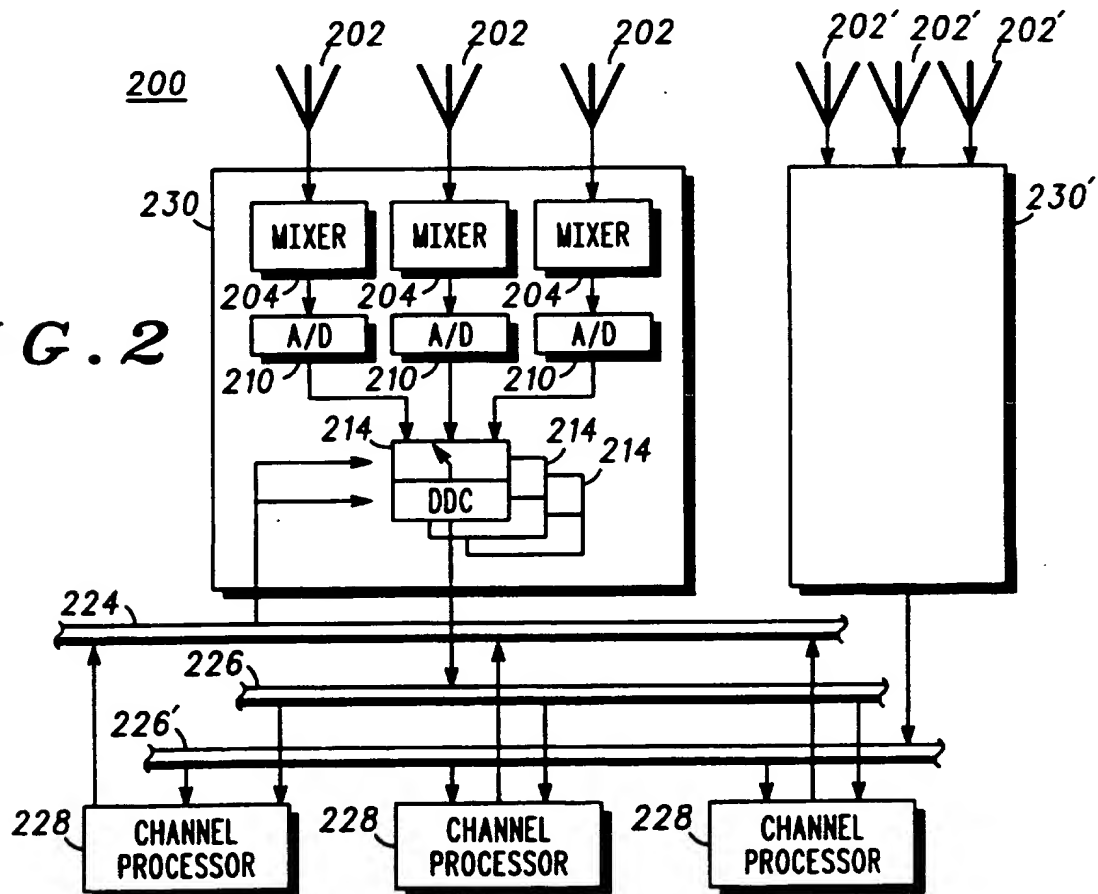 202 202 202 202' 202' 202'
200
230 230'
MIXER MIXER MIXER
204 204 204
A/D A/D A/D
G. 2
210 210 210
214 214 214
DDC
224
226
226'
228 CHANNEL PROCESSOR 228 CHANNEL PROCESSOR 228 CHANNEL PROCESSOR